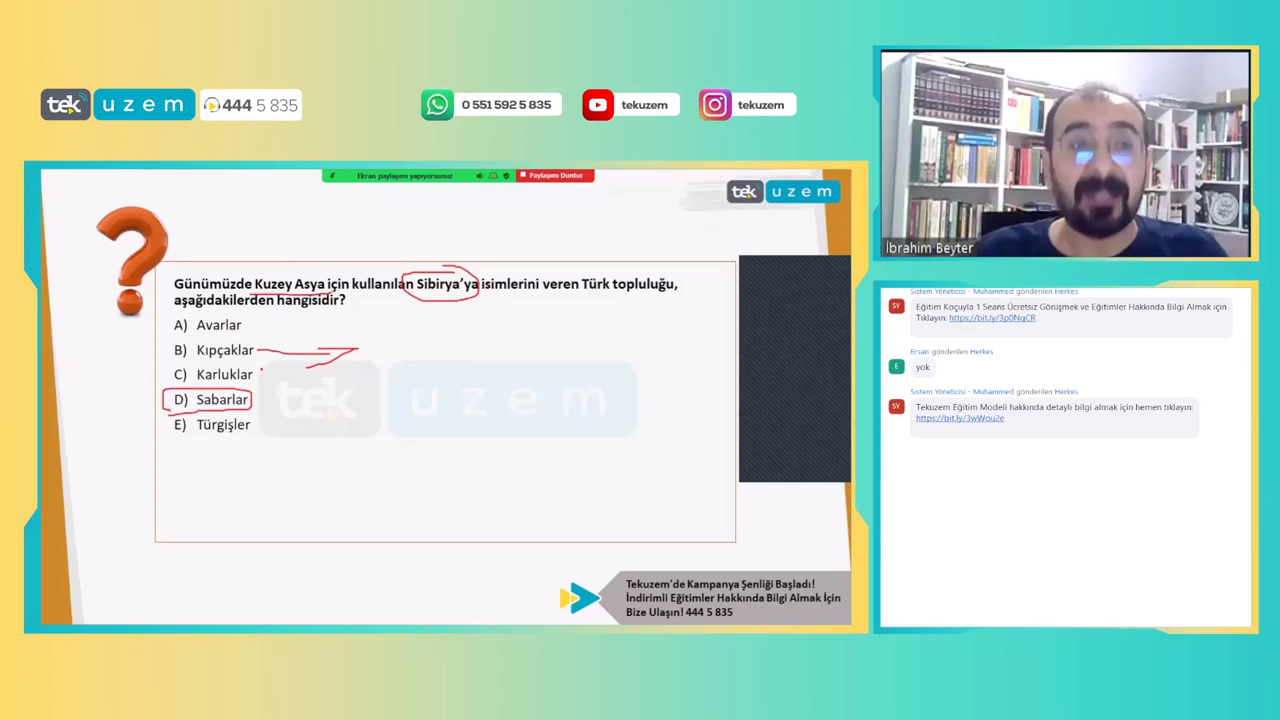 tek uzem 444 5 835
0 551 592 5 835
tekuzem
tekuzem
Ekran paylaşımı yapıyorsunuz
Paylaşımı Durdur
tek uzem
Günümüzde Kuzey Asya için kullanılan Sibirya'ya isimlerini veren Türk topluluğu,
aşağıdakilerden hangisidir?
A) Avarlar
B) Kıpçaklar
C) Karluklar
D) Sabarlar
E) Türgişler
tek uzem
Tekuzem'de Kampanya Şenliği Başladı!
İndirimli Eğitimler Hakkında Bilgi Almak İçin
Bize Ulaşın! 444 5 835
İbrahim Beyter
Sistem Yöneticisi - Muhammed gönderilen Herkes
SY
Eğitim Koçuyla 1 Seans Ücretsiz Görüşmek ve Eğitimler Hakkında Bilgi Almak için
Tıklayın: https://bit.ly/3p0NqCR
Ersan gönderilen Herkes
E
yok
Sistem Yöneticisi - Muhammed gönderilen Herkes
SY
Tekuzem Eğitim Modeli hakkında detaylı bilgi almak için hemen tıklayın:
https://bit.ly/3wWou2e